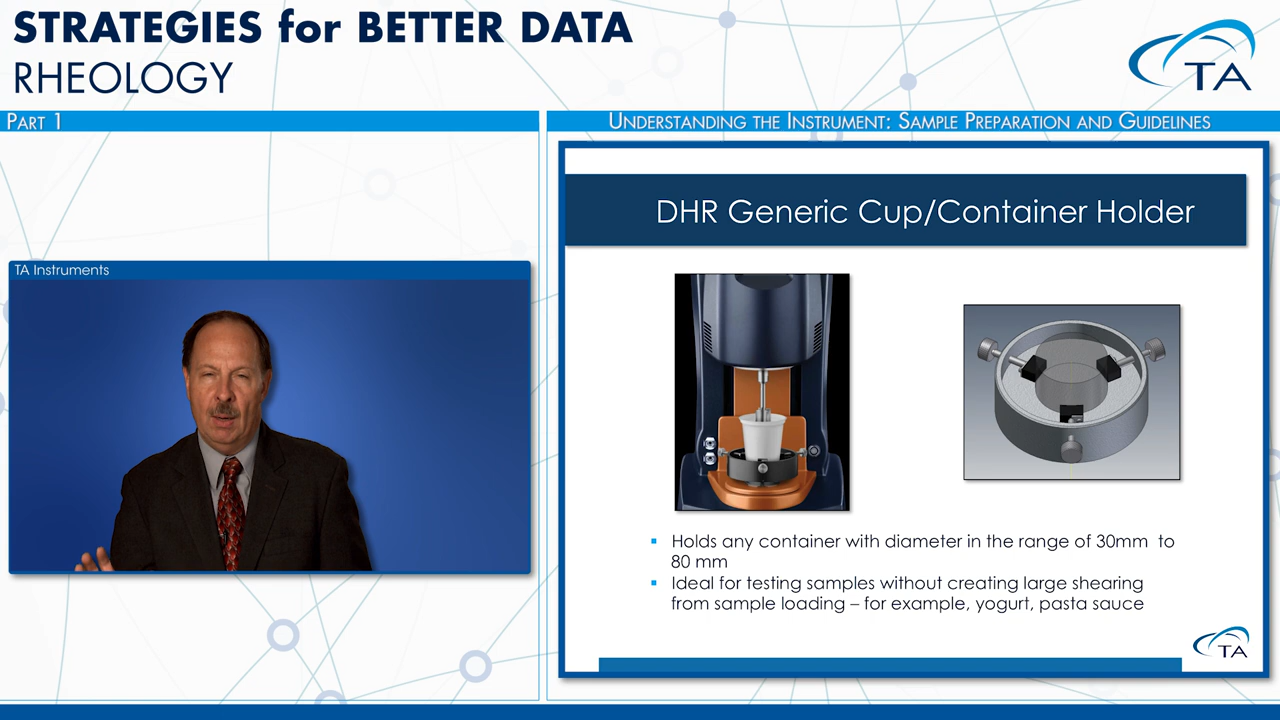 STRATEGIES for BETTER DATA
RHEOLOGY
TA
PART 1
UNDERSTANDING THE INSTRUMENT: SAMPLE PREPARATION AND GUIDELINES
TA Instruments
DHR Generic Cup/Container Holder
▪ Holds any container with diameter in the range of 30mm to
80 mm
▪ Ideal for testing samples without creating large shearing
from sample loading – for example, yogurt, pasta sauce
TA